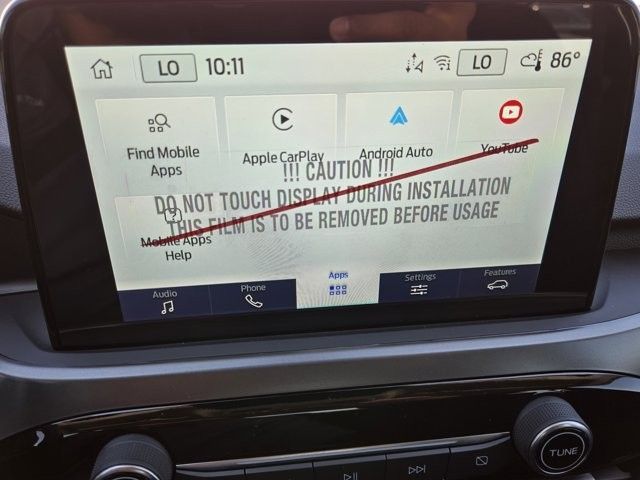 LO 10:11 LO 86°
Find Mobile
Apps
Apple CarPlay
Android Auto
YouTube
!!! CAUTION !!!
DO NOT TOUCH DISPLAY DURING INSTALLATION
THIS FILM IS TO BE REMOVED BEFORE USAGE
Mobile Apps
Help
Audio Phone Apps Settings Features
TUNE